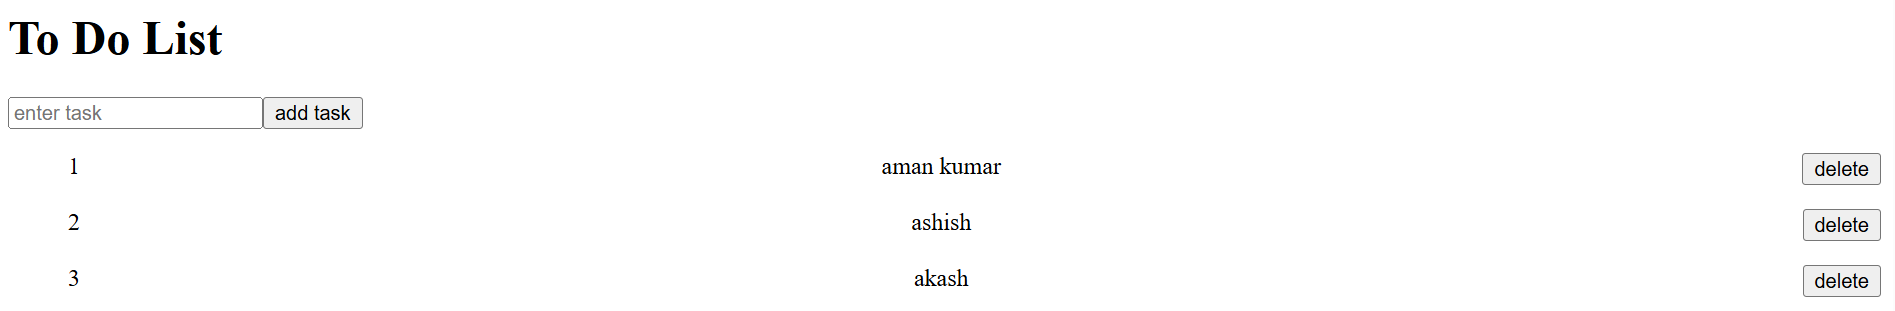 To Do List
enter task add task
1 aman kumar delete
2 ashish delete
3 akash delete